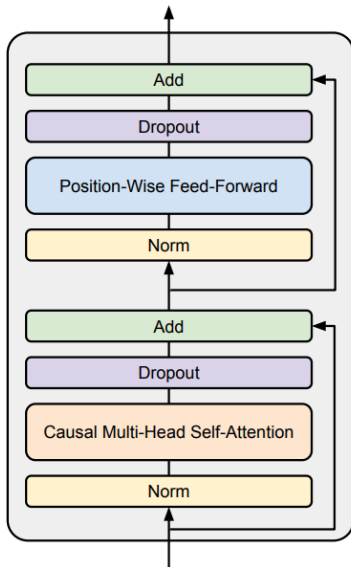 Add
Dropout
Position-Wise Feed-Forward
Norm
Add
Dropout
Causal Multi-Head Self-Attention
Norm